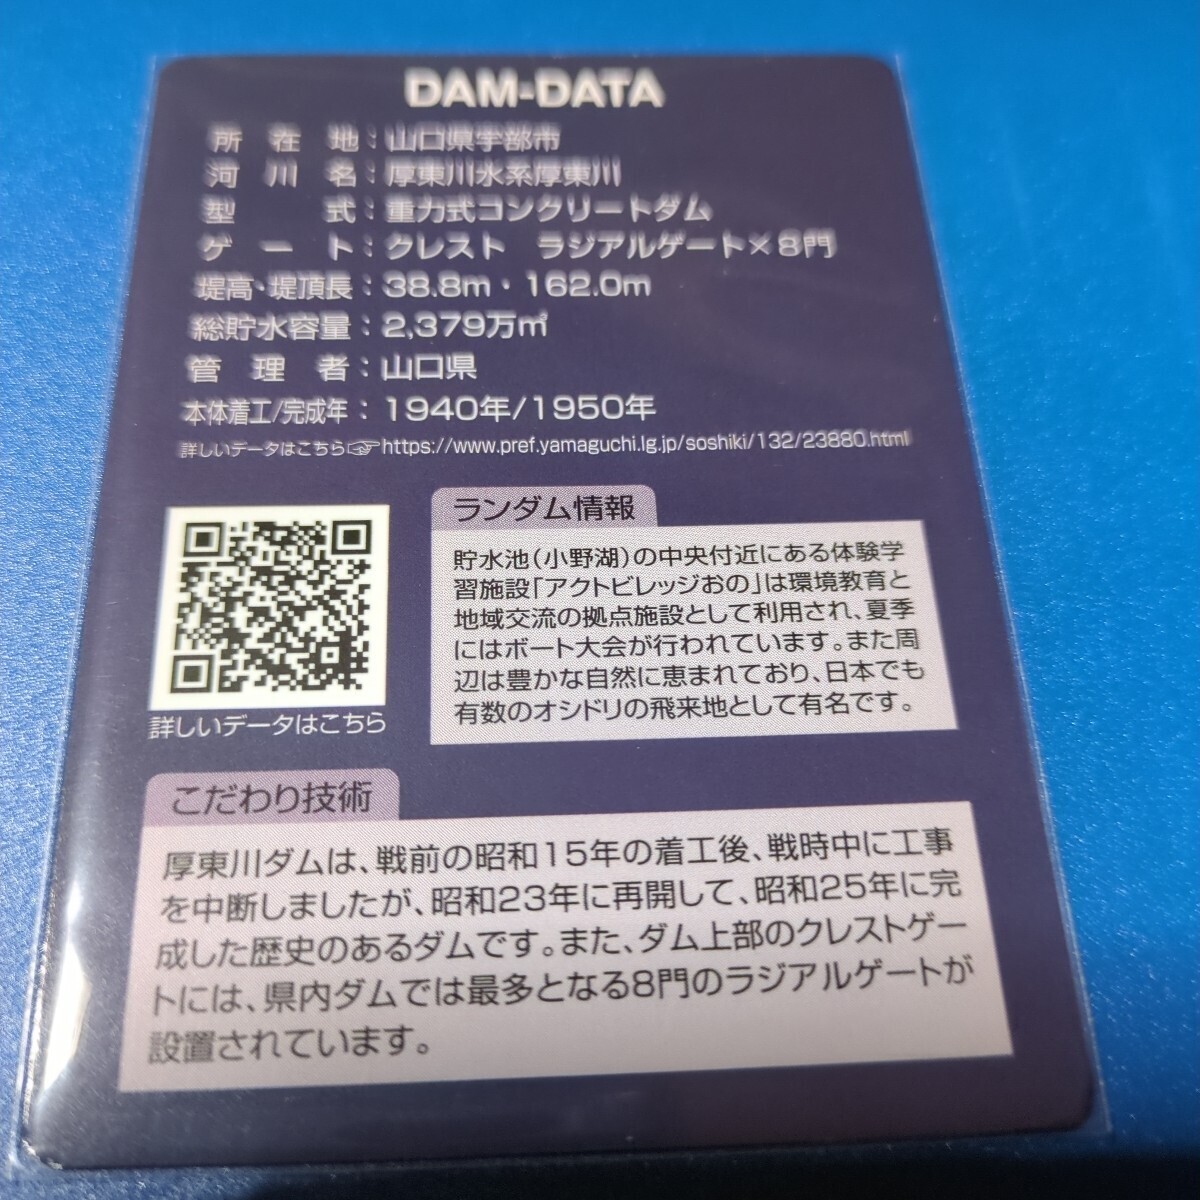 DAM-DATA
所在地：山口県宇部市
河川名：厚東川水系厚東川
型式：重力式コンクリートダム
ゲート：クレスト　ラジアルゲート×8門
堤高・堤頂長：38.8m・162.0m
総貯水容量：2,379万㎥
管理者：山口県
本体着工/完成年：1940年/1950年
詳しいデータはこちら☞https://www.pref.yamaguchi.lg.jp/soshiki/132/23880.html
ランダム情報
貯水池（小野湖）の中央付近にある体験学
習施設「アクトビレッジおの」は環境教育と
地域交流の拠点施設として利用され、夏季
にはボート大会が行われています。また周
辺は豊かな自然に恵まれており、日本でも
有数のオシドリの飛来地として有名です。
詳しいデータはこちら
こだわり技術
厚東川ダムは、戦前の昭和15年の着工後、戦時中に工事
を中断しましたが、昭和23年に再開して、昭和25年に完
成した歴史のあるダムです。また、ダム上部のクレストゲー
トには、県内ダムでは最多となる8門のラジアルゲートが
設置されています。